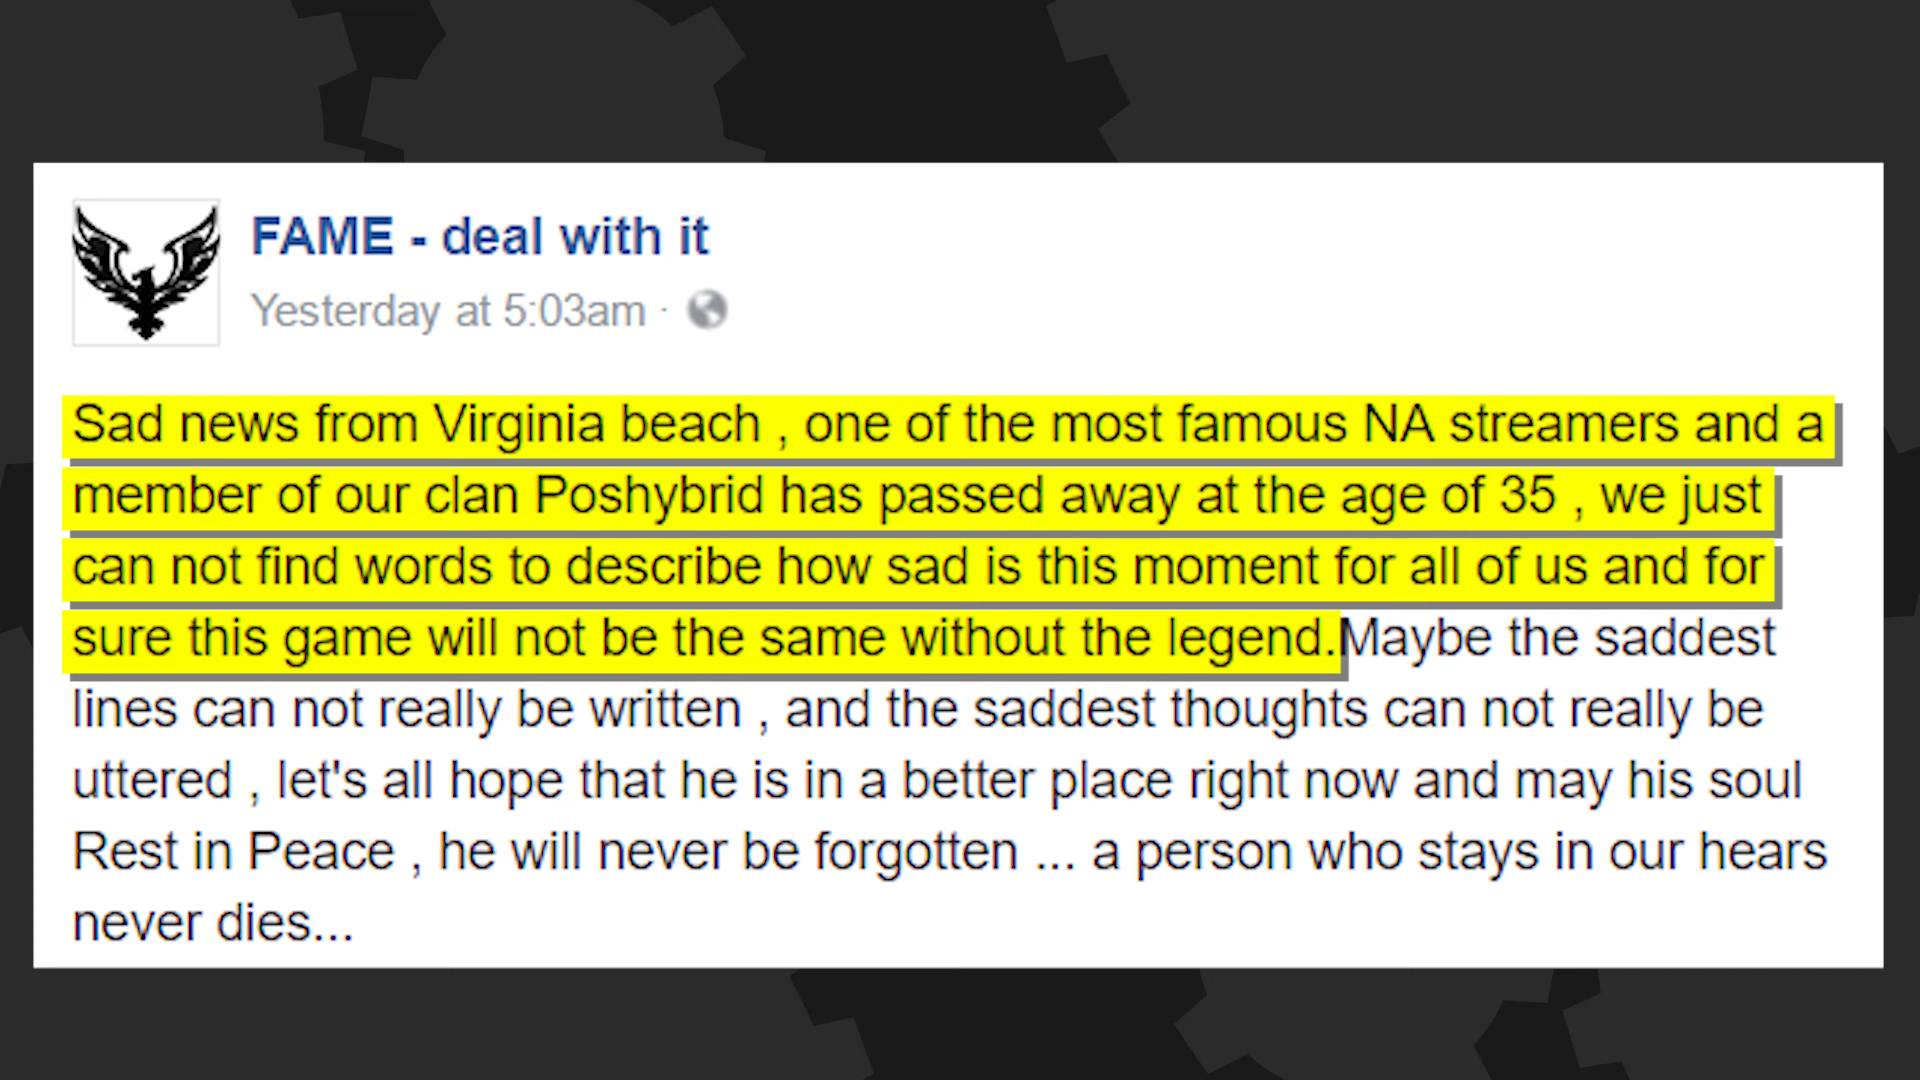 FAME - deal with it
Yesterday at 5:03am ·
Sad news from Virginia beach , one of the most famous NA streamers and a
member of our clan Poshybrid has passed away at the age of 35 , we just
can not find words to describe how sad is this moment for all of us and for
sure this game will not be the same without the legend.Maybe the saddest
lines can not really be written , and the saddest thoughts can not really be
uttered , let's all hope that he is in a better place right now and may his soul
Rest in Peace , he will never be forgotten ... a person who stays in our hears
never dies...